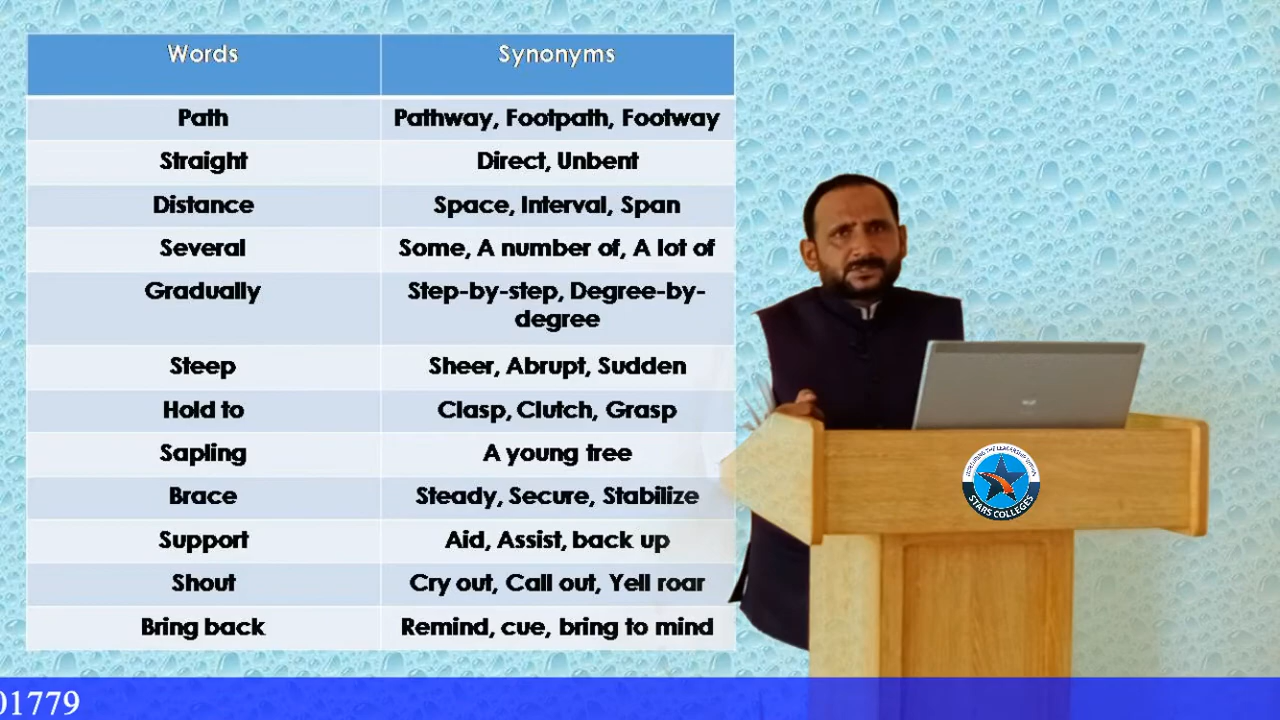 Words Synonyms
Path Pathway, Footpath, Footway
Straight Direct, Unbent
Distance Space, Interval, Span
Several Some, A number of, A lot of
Gradually Step-by-step, Degree-by-
degree
Steep Sheer, Abrupt, Sudden
Hold to Clasp, Clutch, Grasp
Sapling A young tree
Brace Steady, Secure, Stabilize
Support Aid, Assist, back up
Shout Cry out, Call out, Yell roar
Bring back Remind, cue, bring to mind
STARS COLLEGES
01779